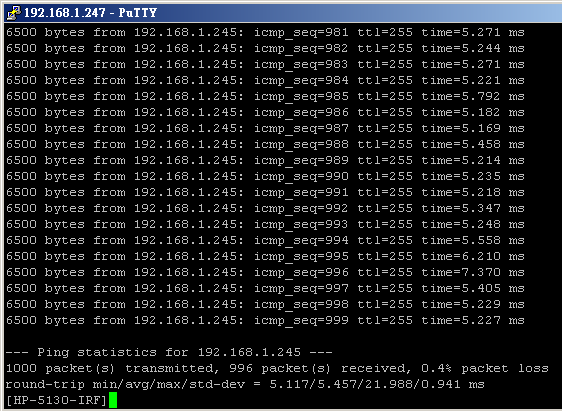 192.168.1.247 - PuTTY
6500 bytes from 192.168.1.245: icmp_seq=981 ttl=255 time=5.271 ms
6500 bytes from 192.168.1.245: icmp_seq=982 ttl=255 time=5.244 ms
6500 bytes from 192.168.1.245: icmp_seq=983 ttl=255 time=5.271 ms
6500 bytes from 192.168.1.245: icmp_seq=984 ttl=255 time=5.221 ms
6500 bytes from 192.168.1.245: icmp_seq=985 ttl=255 time=5.792 ms
6500 bytes from 192.168.1.245: icmp_seq=986 ttl=255 time=5.182 ms
6500 bytes from 192.168.1.245: icmp_seq=987 ttl=255 time=5.169 ms
6500 bytes from 192.168.1.245: icmp_seq=988 ttl=255 time=5.458 ms
6500 bytes from 192.168.1.245: icmp_seq=989 ttl=255 time=5.214 ms
6500 bytes from 192.168.1.245: icmp_seq=990 ttl=255 time=5.235 ms
6500 bytes from 192.168.1.245: icmp_seq=991 ttl=255 time=5.218 ms
6500 bytes from 192.168.1.245: icmp_seq=992 ttl=255 time=5.347 ms
6500 bytes from 192.168.1.245: icmp_seq=993 ttl=255 time=5.248 ms
6500 bytes from 192.168.1.245: icmp_seq=994 ttl=255 time=5.558 ms
6500 bytes from 192.168.1.245: icmp_seq=995 ttl=255 time=6.210 ms
6500 bytes from 192.168.1.245: icmp_seq=996 ttl=255 time=7.370 ms
6500 bytes from 192.168.1.245: icmp_seq=997 ttl=255 time=5.405 ms
6500 bytes from 192.168.1.245: icmp_seq=998 ttl=255 time=5.229 ms
6500 bytes from 192.168.1.245: icmp_seq=999 ttl=255 time=5.227 ms
--- Ping statistics for 192.168.1.245 ---
1000 packet(s) transmitted, 996 packet(s) received, 0.4% packet loss
round-trip min/avg/max/std-dev = 5.117/5.457/21.988/0.941 ms
[HP-5130-IRF]